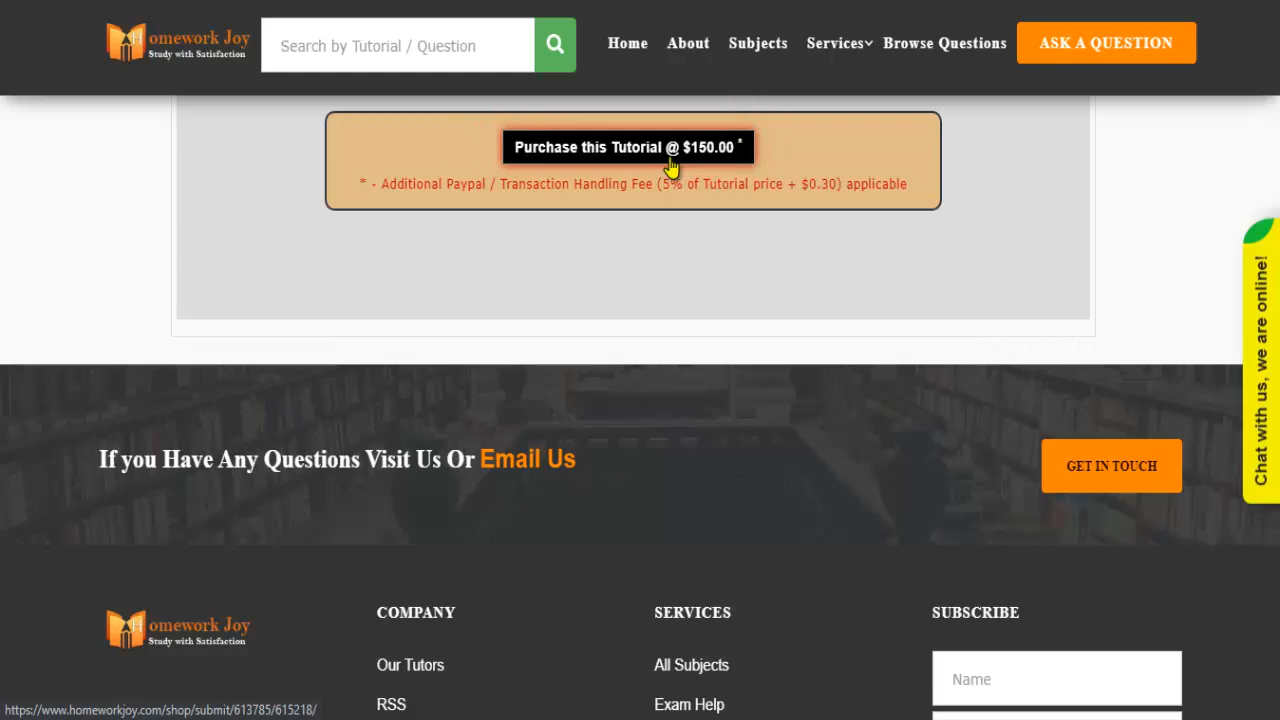 omework Joy
Study with Satisfaction
Search by Tutorial / Question
Home
About
Subjects
Services
Browse Questions
ASK A QUESTION
Purchase this Tutorial @ $150.00 *
* - Additional Paypal / Transaction Handling Fee (5% of Tutorial price + $0.30) applicable
Chat with us, we are online!
If you Have Any Questions Visit Us Or Email Us
GET IN TOUCH
omework Joy
Study with Satisfaction
COMPANY
SERVICES
SUBSCRIBE
Our Tutors
All Subjects
Name
RSS
Exam Help
https://www.homeworkjoy.com/shop/submit/613785/615218/